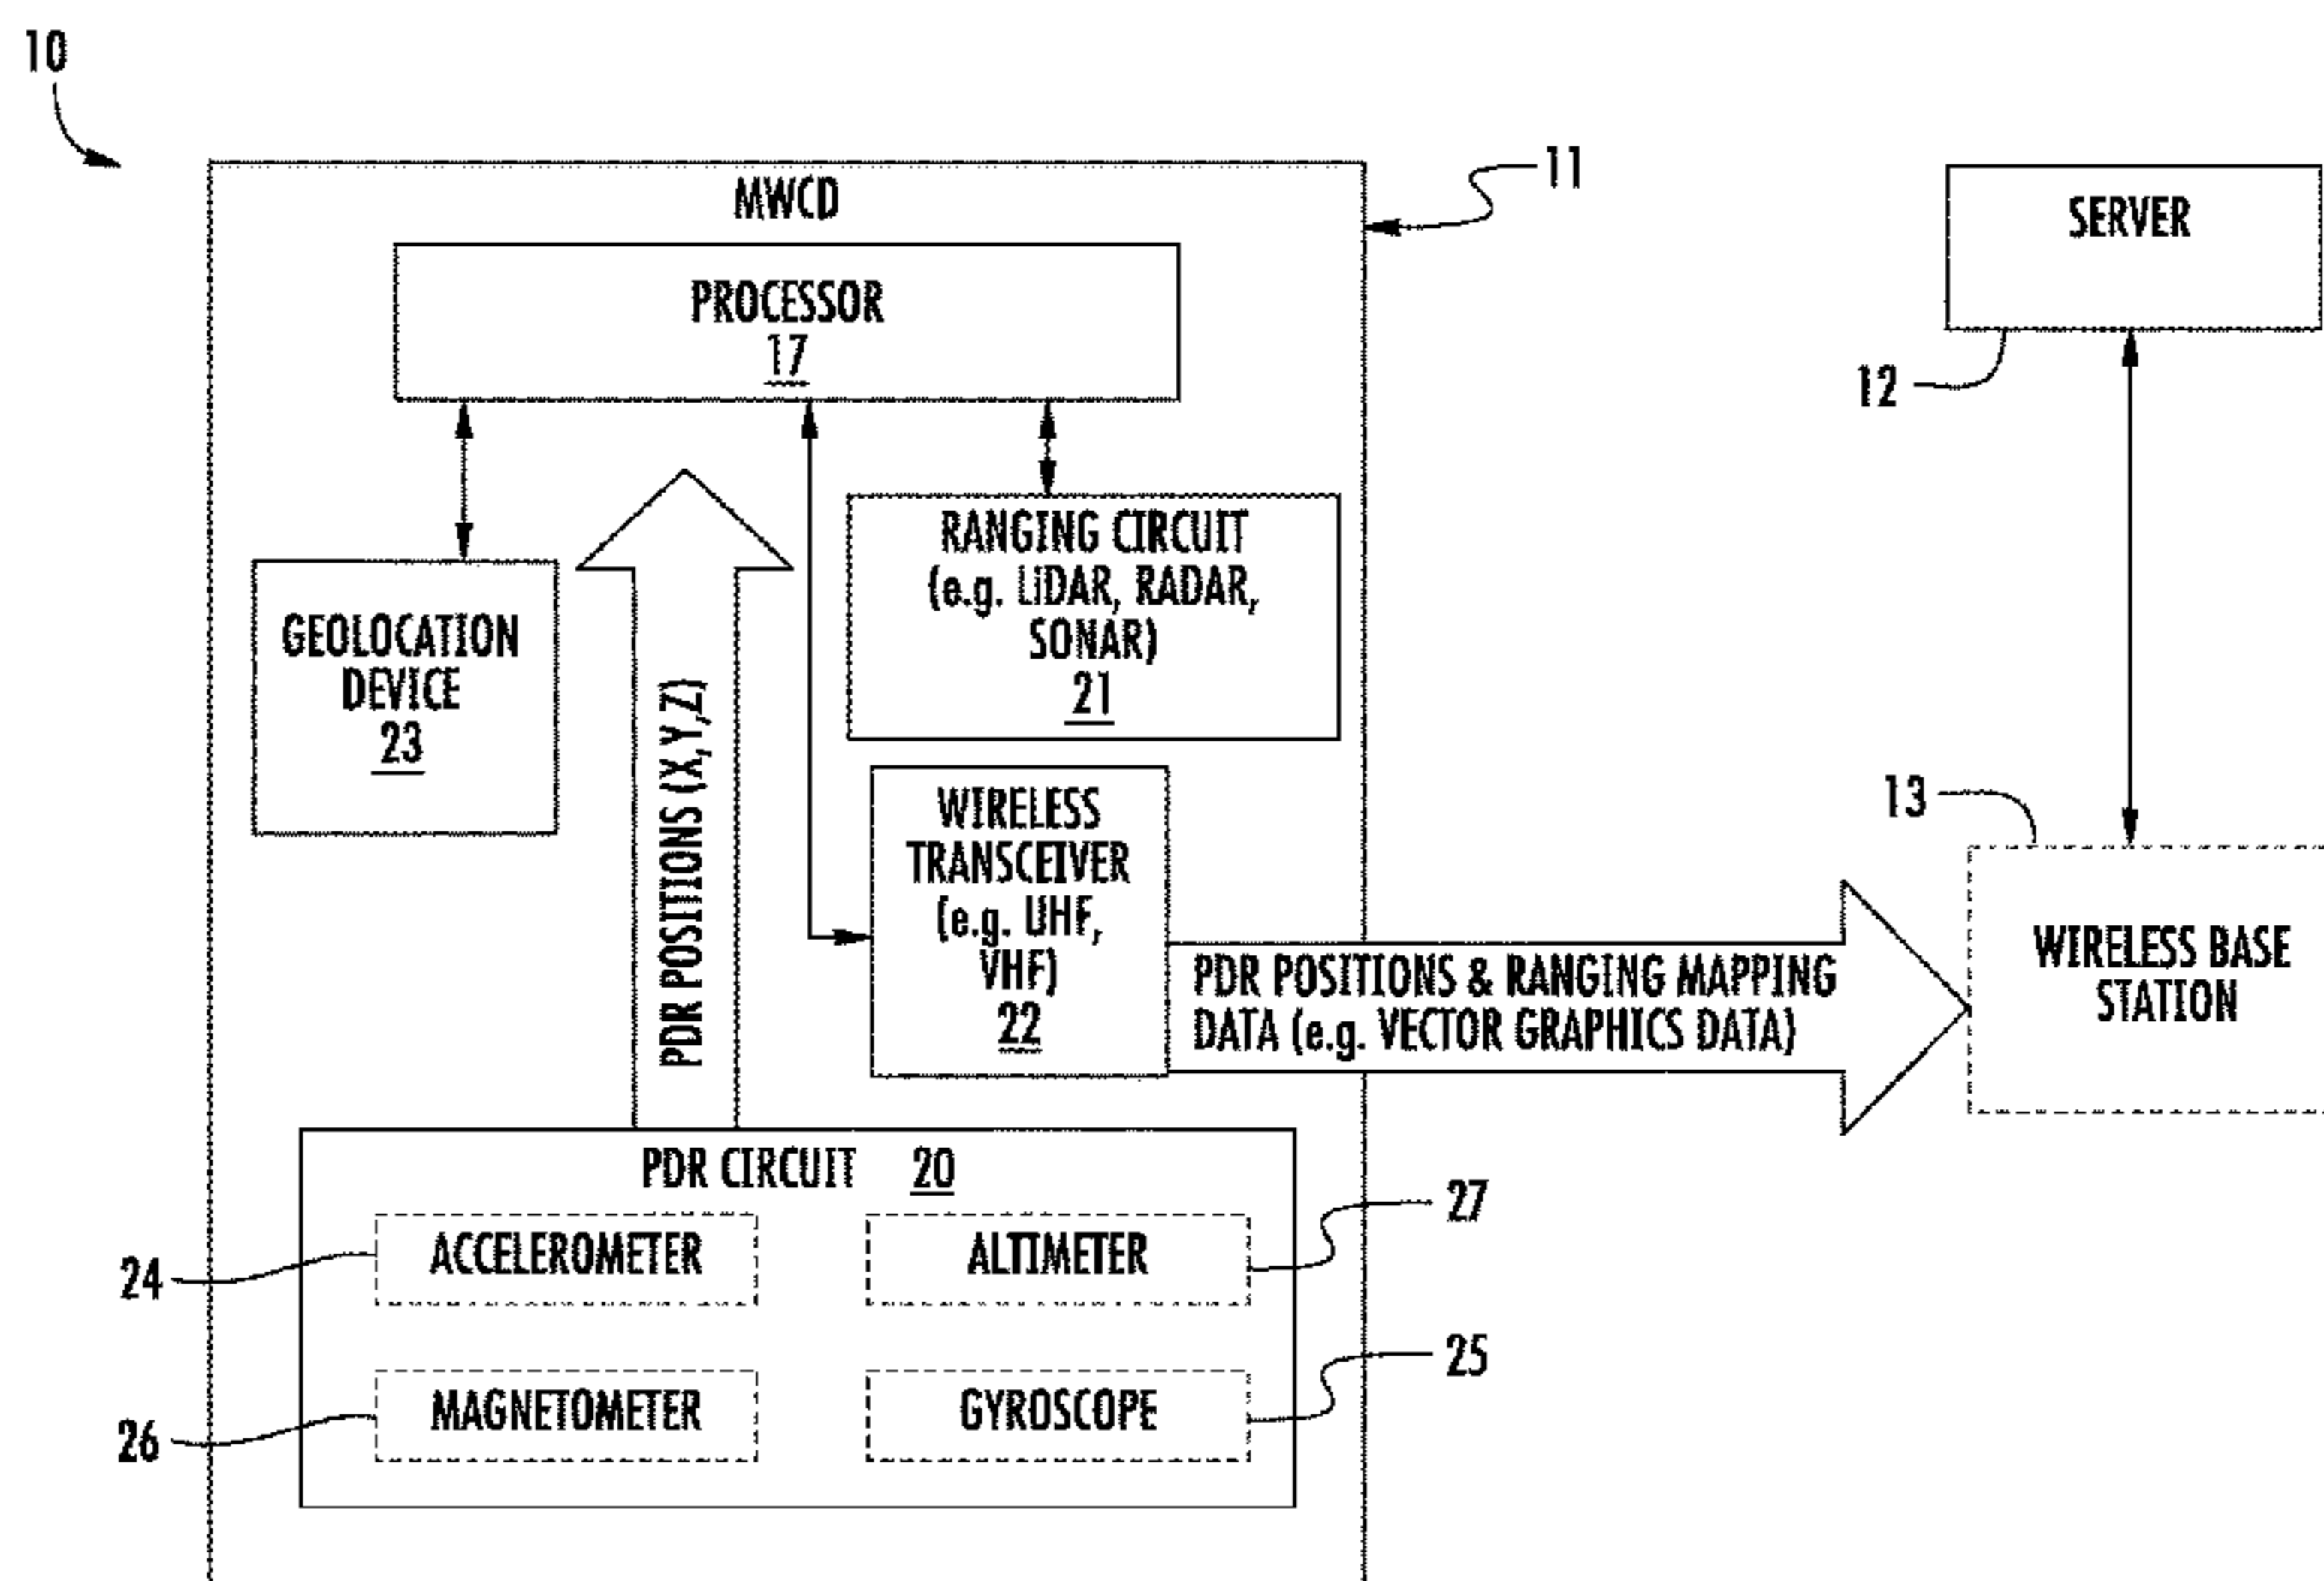 10
MWCD
11
SERVER
PROCESSOR
17
12
RANGING CIRCUIT
(e.g. LiDAR, RADAR,
SONAR)
21
GEOLOCATION
DEVICE
23
PDR POSITIONS (X,Y,Z)
WIRELESS
TRANSCEIVER
(e.g. UHF,
VHF)
22
13
WIRELESS BASE
STATION
PDR POSITIONS & RANGING MAPPING
DATA (e.g. VECTOR GRAPHICS DATA)
PDR CIRCUIT 20
27
24
ACCELEROMETER
ALTIMETER
25
26
MAGNETOMETER
GYROSCOPE